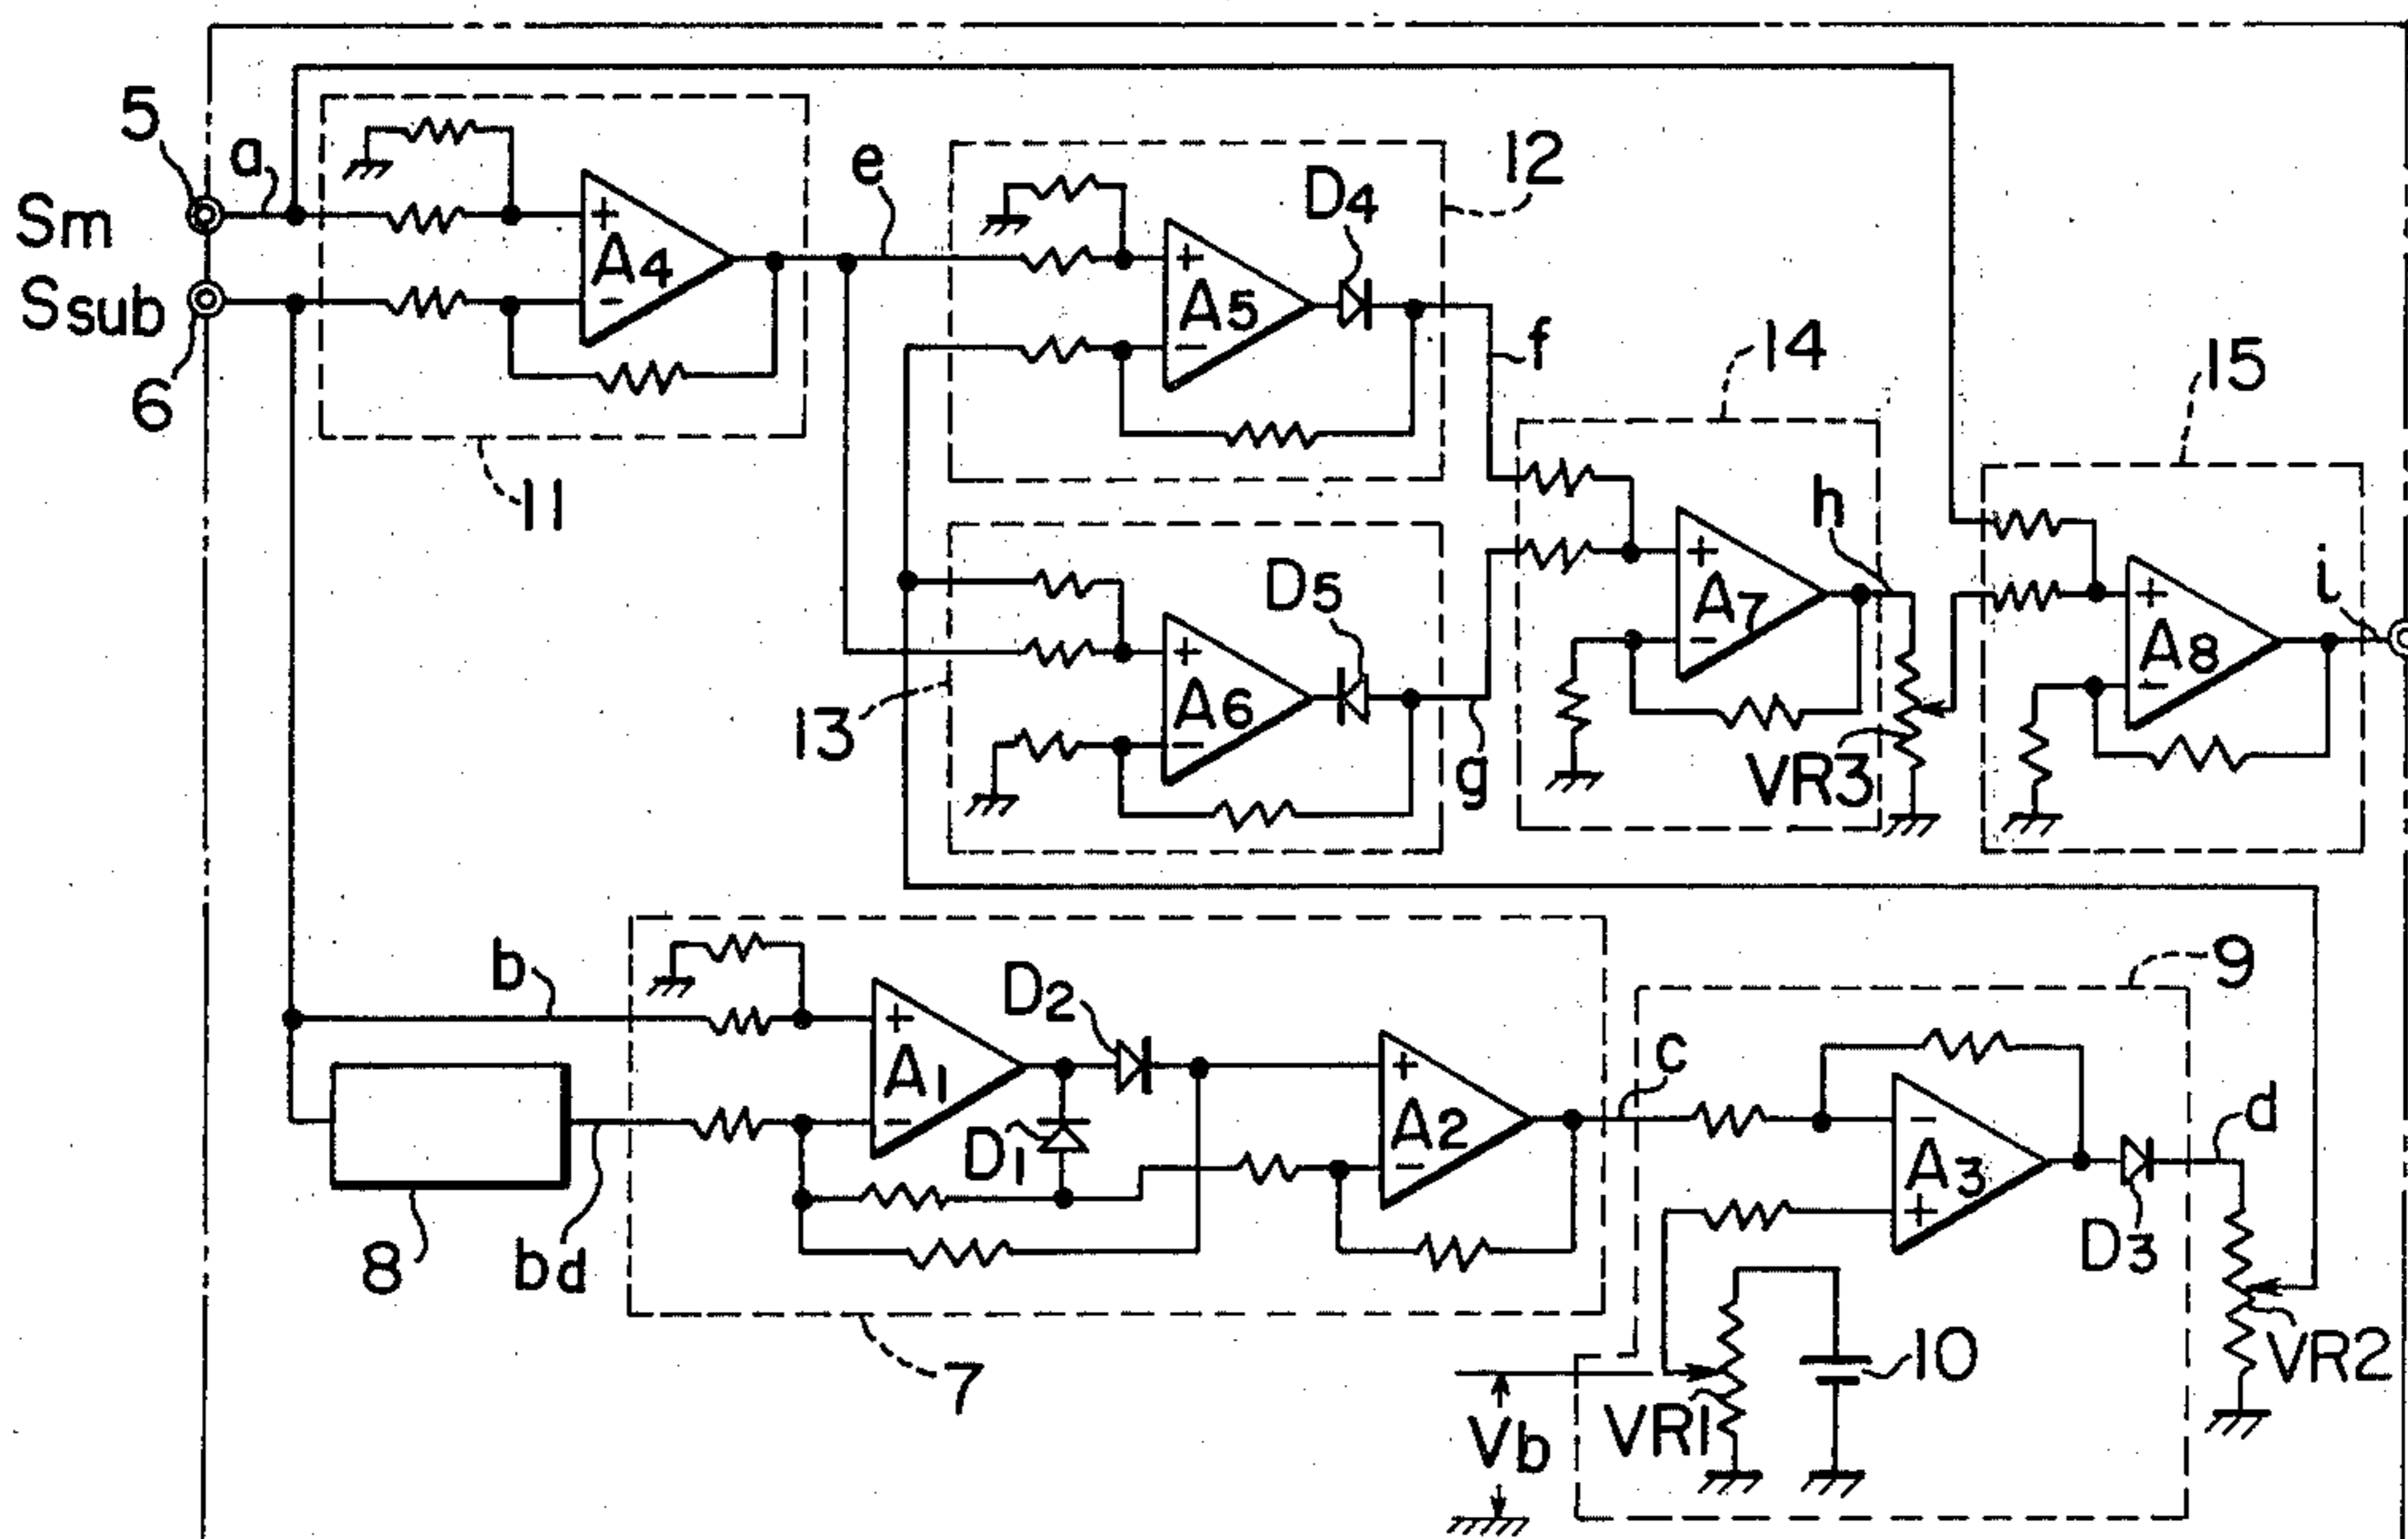 5
a
Sm
Ssub
6
11
A4
+
-
e
12
D4
A5
+
-
f
13
D5
A6
+
-
g
14
h
A7
+
-
VR3
15
i
A8
+
-
b
8
bd
7
A1
+
-
D2
D1
A2
+
-
c
9
A3
-
+
d
D3
VR2
10
VR1
Vb